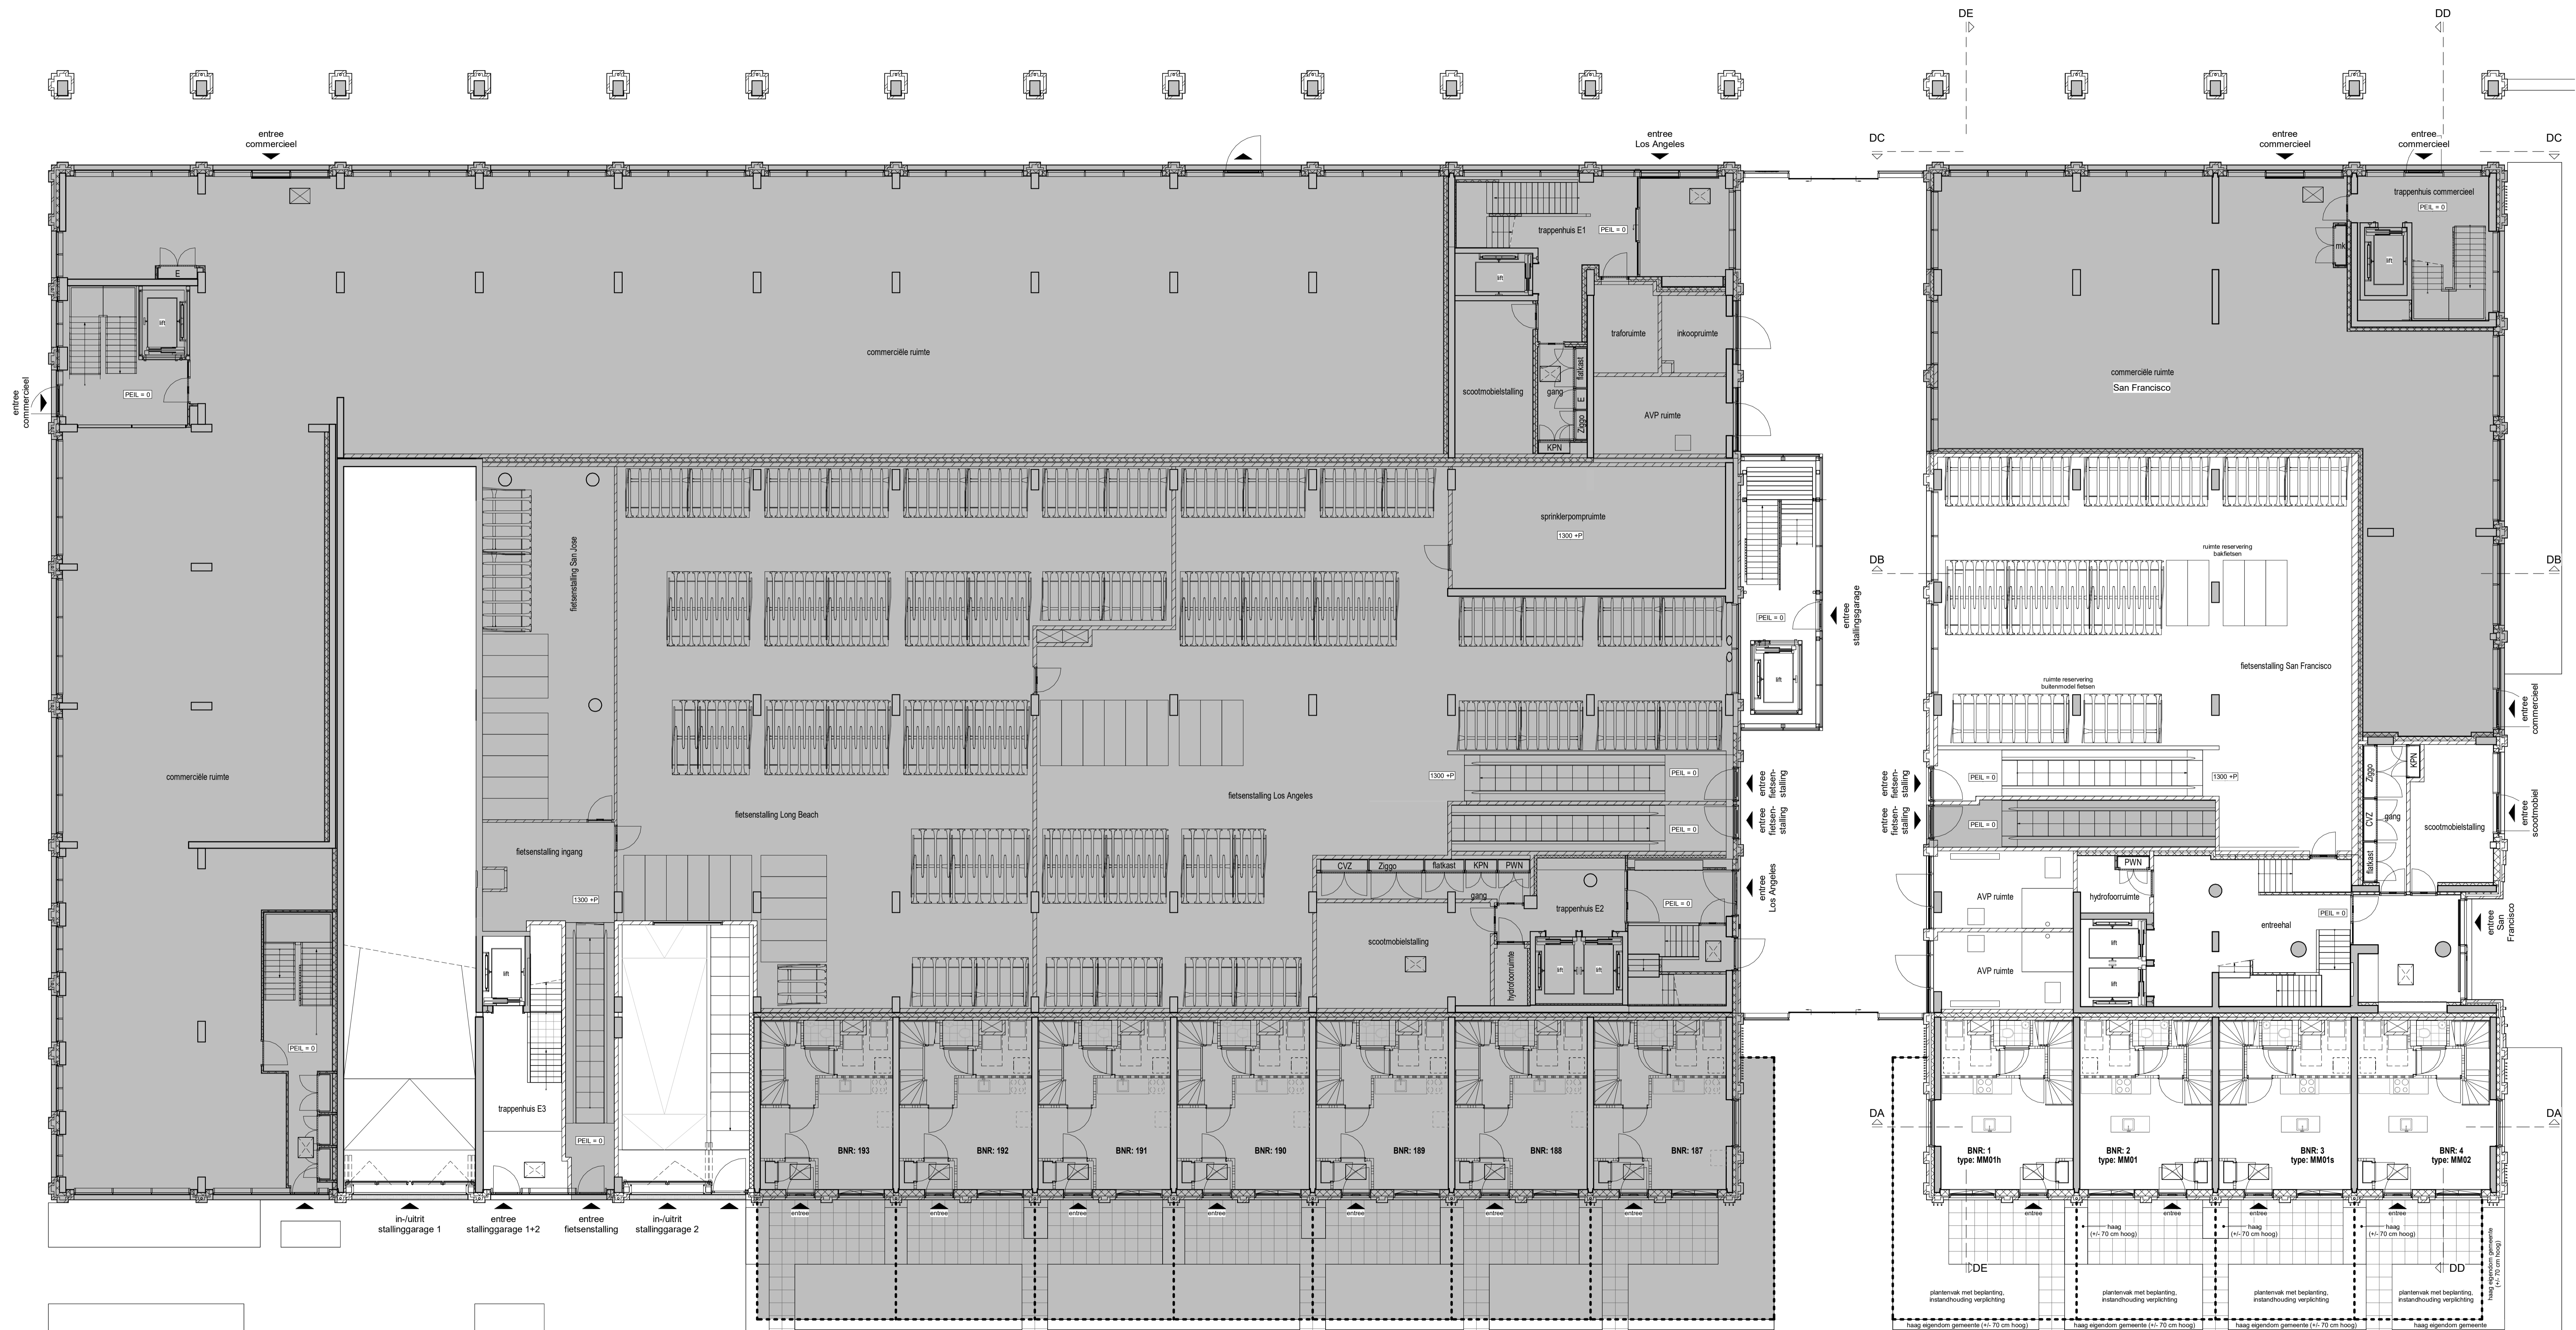 DE
DD
entree
commercieel
entree
Los Angeles
DC
entree
commercieel
entree
commercieel
DC
trappenhuis commercieel
PEIL = 0
trappenhuis E1
PEIL = 0
mk
E
lift
lift
lift
traforuimte
inkoopruimte
commerciële ruimte
commerciële ruimte
San Francisco
entree
commercieel
PEIL = 0
scootmobielstalling
gang
flatkast
E
Ziggo
KPN
AVP ruimte
fietsenstalling San Jose
sprinklerpompruimte
1300 +P
DB
ruimte reservering
bakfietsen
DB
PEIL = 0
entree
stallingsgarage
lift
fietsenstalling San Francisco
ruimte reservering
buitenmodel fietsen
entree
commercieel
commerciële ruimte
fietsenstalling Long Beach
fietsenstalling Los Angeles
1300 +P
PEIL = 0
entree
fietsen-
stalling
entree
fietsen-
stalling
PEIL = 0
1300 +P
Ziggo
KPN
PEIL = 0
entree
fietsen-
stalling
entree
fietsen-
stalling
PEIL = 0
CVZ
gang
flatkast
scootmobielstalling
entree
scootmobiel
fietsenstalling ingang
1300 +P
CVZ
Ziggo
flatkast
KPN
PWN
gang
trappenhuis E2
PEIL = 0
entree
Los Angeles
scootmobielstalling
hydrofoorruimte
lift
lift
lift
AVP ruimte
PWN
hydrofoorruimte
lift
lift
AVP ruimte
entreehal
PEIL = 0
entree
San
Francisco
PEIL = 0
trappenhuis E3
PEIL = 0
DA
DA
BNR: 193
BNR: 192
BNR: 191
BNR: 190
BNR: 189
BNR: 188
BNR: 187
BNR: 1
type: MM01h
BNR: 2
type: MM01
BNR: 3
type: MM01s
BNR: 4
type: MM02
in-/uitrit
stallinggarage 1
entree
stallinggarage 1+2
entree
fietsenstalling
in-/uitrit
stallinggarage 2
entree
entree
entree
entree
entree
entree
entree
entree
entree
entree
entree
haag
(+/- 70 cm hoog)
haag
(+/- 70 cm hoog)
haag
(+/- 70 cm hoog)
haag eigendom gemeente
(+/- 70 cm hoog)
DE
DD
plantenvak met beplanting,
instandhouding verplichting
plantenvak met beplanting,
instandhouding verplichting
plantenvak met beplanting,
instandhouding verplichting
plantenvak met beplanting,
instandhouding verplichting
haag eigendom gemeente (+/- 70 cm hoog)
haag eigendom gemeente (+/- 70 cm hoog)
haag eigendom gemeente (+/- 70 cm hoog)
haag eigendom gemeente